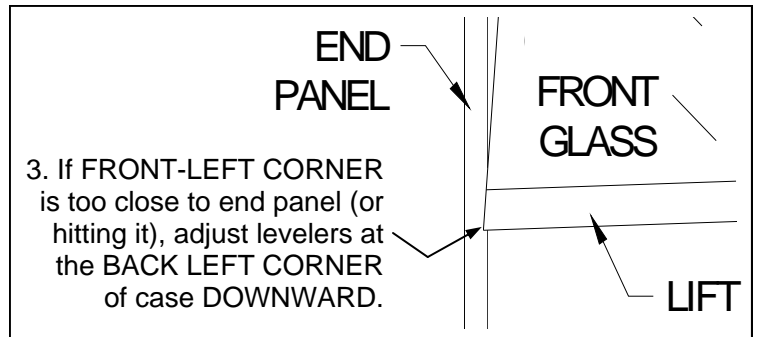 END
PANEL
FRONT
GLASS
3. If FRONT-LEFT CORNER
is too close to end panel (or
hitting it), adjust levelers at
the BACK LEFT CORNER
of case DOWNWARD.
LIFT